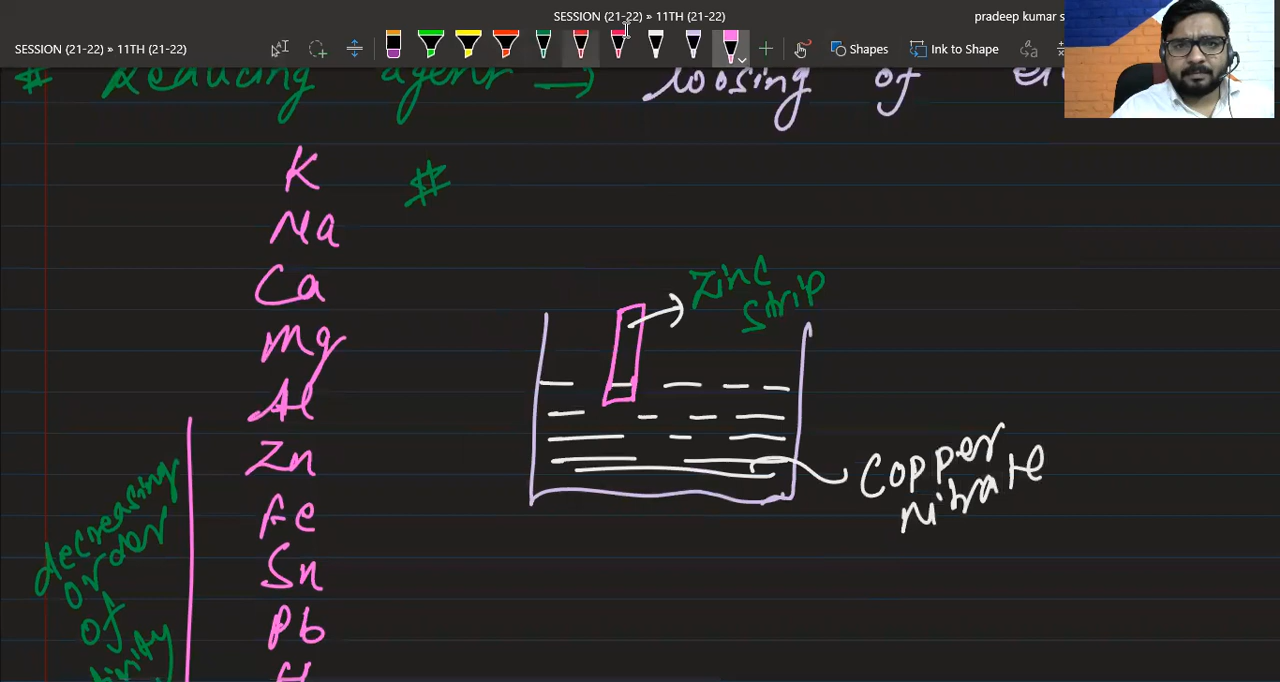 SESSION (21-22) » 11TH (21-22)
pradeep kumar s
SESSION (21-22) » 11TH (21-22)
Shapes
Ink to Shape
# Reducing agent → loosing of
K #
Na
Ca
Mg
Al
Zn
Fe
Sn
Pb
H
Zinc
Strip
Copper
nitrate
decreasing
order
of